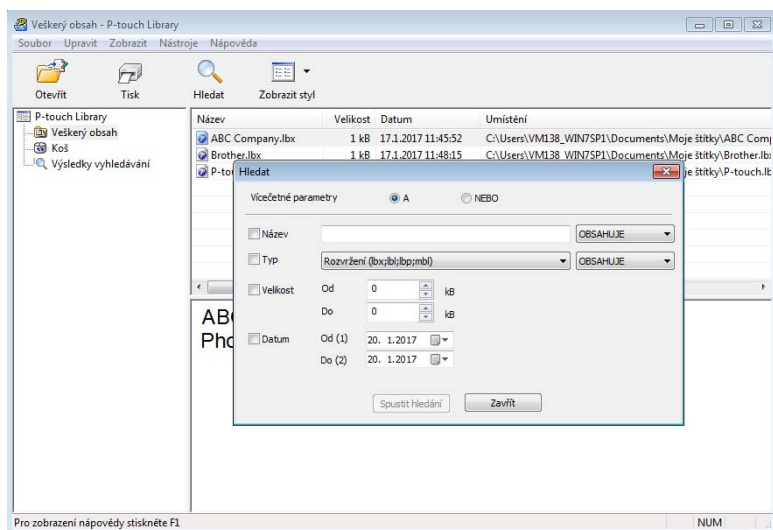 Veškerý obsah - P-touch Library
Soubor Upravit Zobrazit Nástroje Nápověda
Otevřít Tisk Hledat Zobrazit styl
P-touch Library
Veškerý obsah
Koš
Výsledky vyhledávání
Název Velikost Datum Umístění
ABC Company.lbx 1 kB 17.1.2017 11:45:52 C:\Users\VM138_WIN7SP1\Documents\Moje štítky\ABC Com
Brother.lbx 1 kB 17.1.2017 11:48:15 C:\Users\VM138_WIN7SP1\Documents\Moje štítky\Brother.lb
P-tou je štítky\P-touch.lb
Hledat
Vícečetné parametry A NEBO
Název OBSAHUJE
Typ Rozvržení (lbx;lbl;lbp;mbl) OBSAHUJE
Velikost Od 0 kB
Do 0 kB
Datum Od (1) 20. 1.2017
Do (2) 20. 1.2017
Spustit hledání Zavřít
AB
Pho
Pro zobrazení nápovědy stiskněte F1 NUM